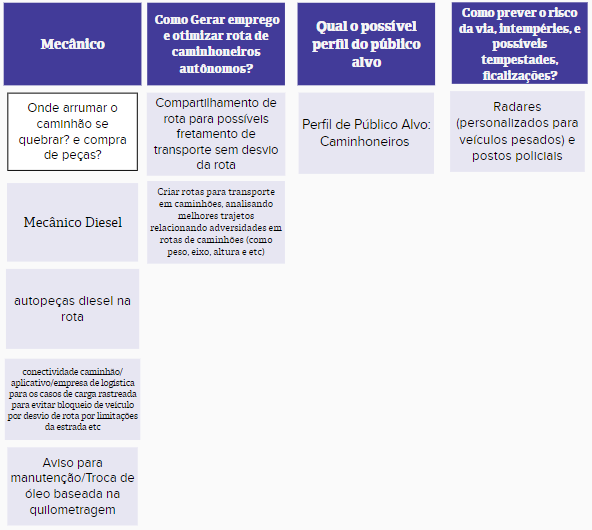 Mecânico
Onde arrumar o
caminhão se
quebrar? e compra
de peças?
Mecânico Diesel
autopeças diesel na
rota
conectividade caminhão/
aplicativo/empresa de logística
para os casos de carga rastreada
para evitar bloqueio de veículo
por desvio de rota por limitações
da estrada etc
Aviso para
manutenção/Troca de
óleo baseada na
quilometragem
Como Gerar emprego
e otimizar rota de
caminhoneiros
autônomos?
Compartilhamento de
rota para possíveis
fretamento de
transporte sem desvio
da rota
Criar rotas para transporte
em caminhões, analisando
melhores trajetos
relacionando adversidades em
rotas de caminhões (como
peso, eixo, altura e etc)
Qual o possível
perfil do público
alvo
Perfil de Público Alvo:
Caminhoneiros
Como prever o risco
da via, intempéries, e
possíveis
tempestades,
ficalizações?
Radares
(personalizados para
veículos pesados) e
postos policiais